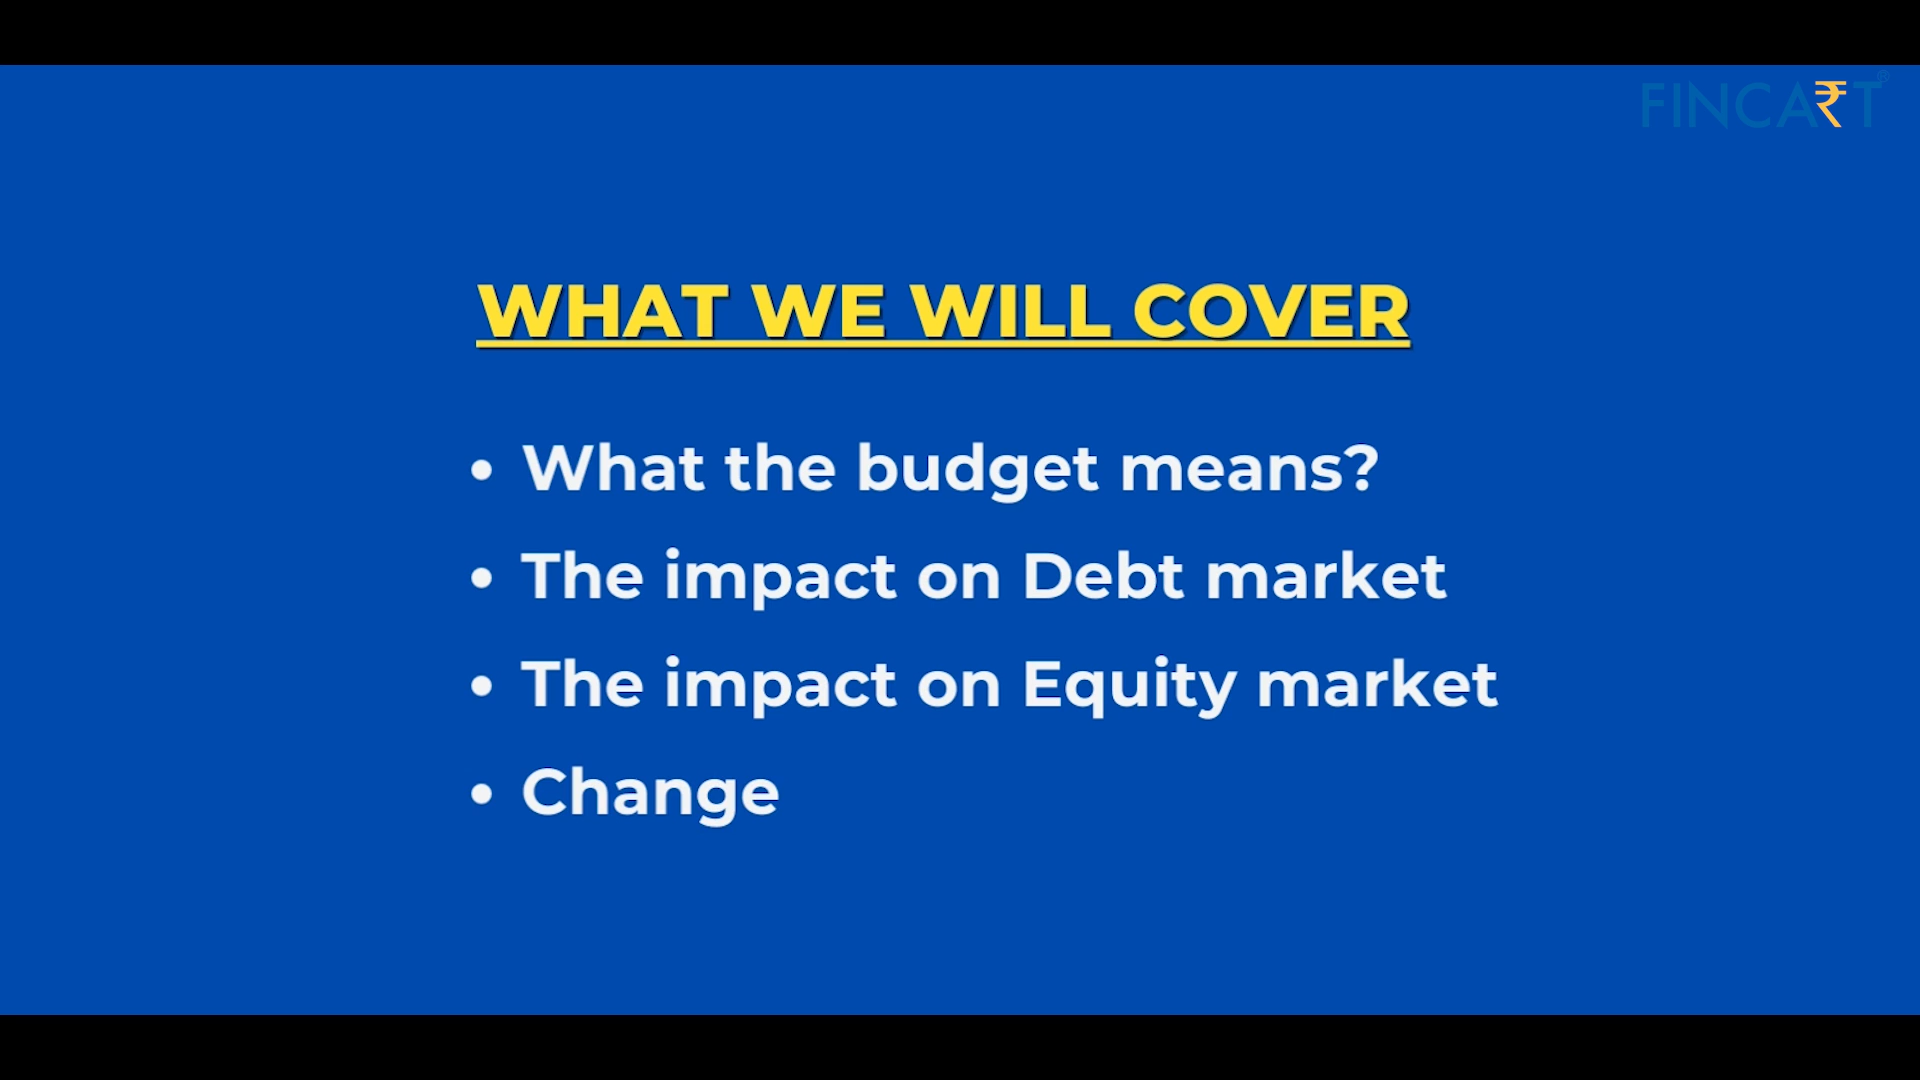 FINCA₹T®
WHAT WE WILL COVER
• What the budget means?
• The impact on Debt market
• The impact on Equity market
• Change